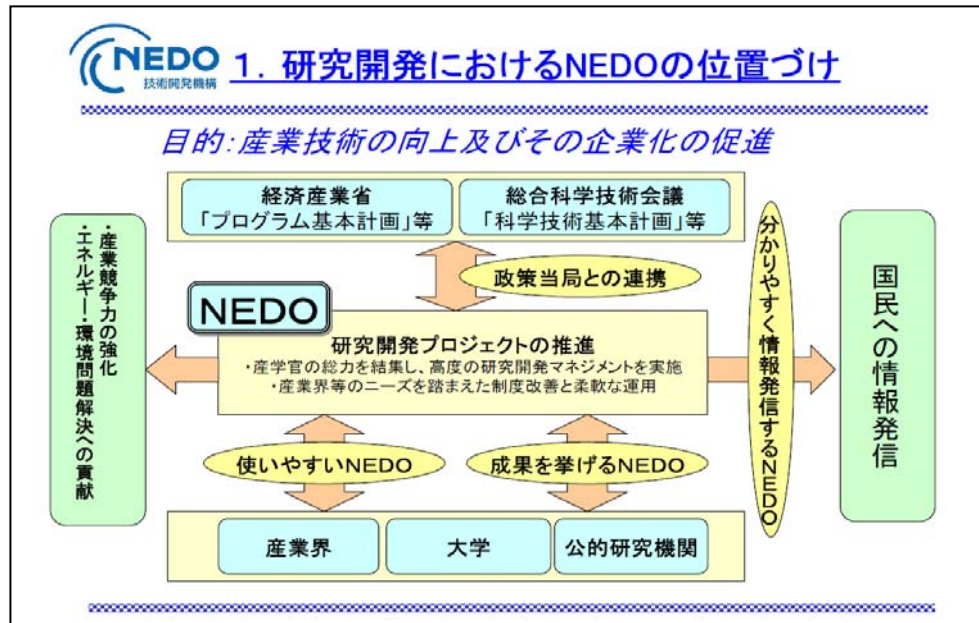 NEDO
技術開発機構
1. 研究開発におけるNEDOの位置づけ
目的：産業技術の向上及びその企業化の促進
経済産業省
「プログラム基本計画」等
総合科学技術会議
「科学技術基本計画」等
政策当局との連携
NEDO
研究開発プロジェクトの推進
・産学官の総力を結集し、高度の研究開発マネジメントを実施
・産業界等のニーズを踏まえた制度改善と柔軟な運用
・産業競争力の強化
・エネルギー・環境問題解決への貢献
分かりやすく情報発信するNEDO
国民への情報発信
使いやすいNEDO
成果を挙げるNEDO
産業界
大学
公的研究機関